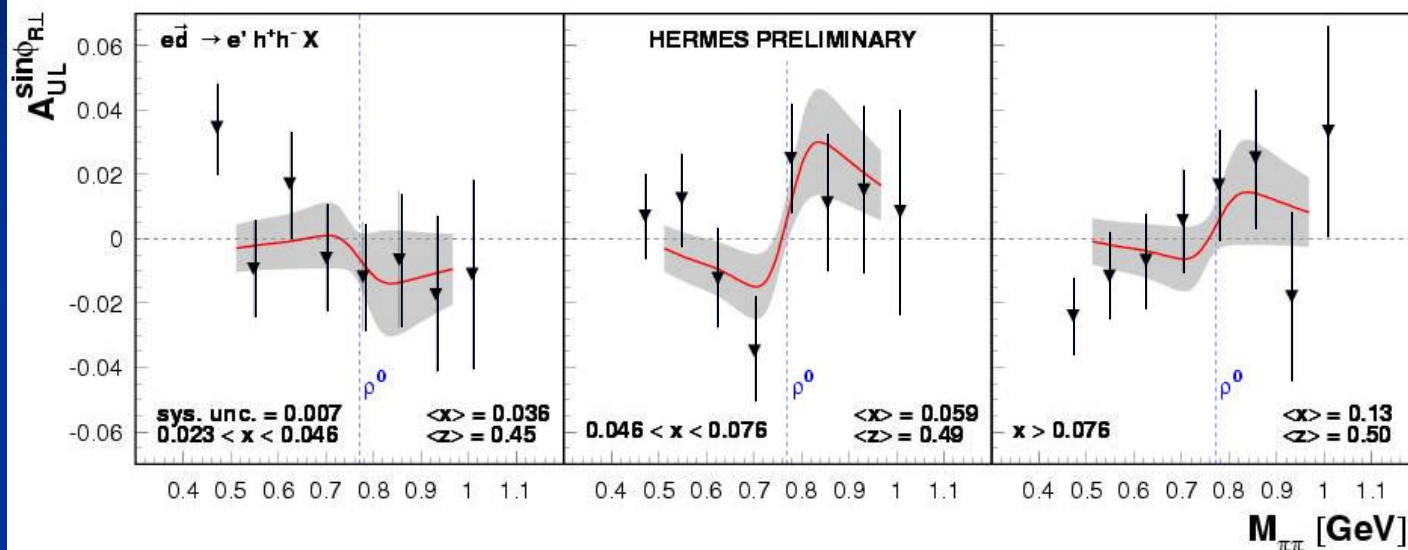 A_UL^sinϕ_R⊥
0.06
0.04
0.02
0
-0.02
-0.04
-0.06
ed⃗ → e' h⁺h⁻ X
HERMES PRELIMINARY
ρ⁰
ρ⁰
ρ⁰
sys. unc. = 0.007
0.023 < x < 0.046
<x> = 0.036
<z> = 0.45
0.046 < x < 0.076
<x> = 0.059
<z> = 0.49
x > 0.076
<x> = 0.13
<z> = 0.50
0.4 0.5 0.6 0.7 0.8 0.9 1 1.1
0.4 0.5 0.6 0.7 0.8 0.9 1 1.1
0.4 0.5 0.6 0.7 0.8 0.9 1 1.1
M_ππ [GeV]